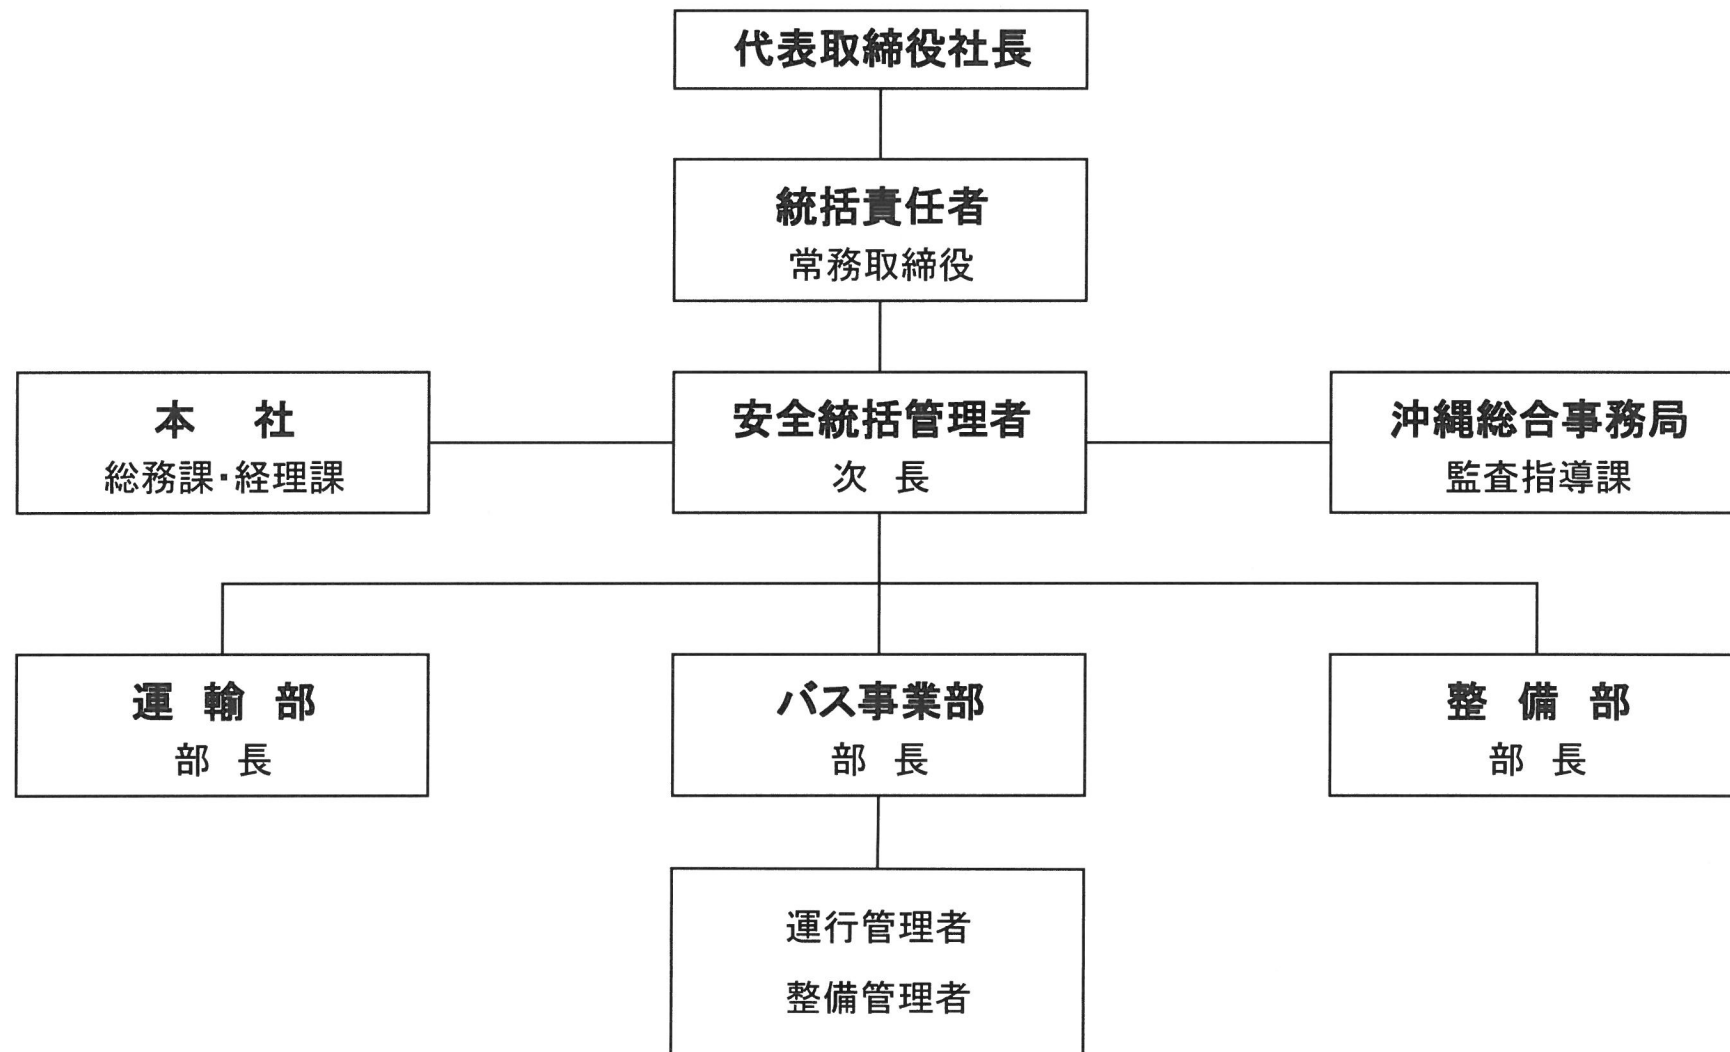 代表取締役社長
統括責任者
常務取締役
本　社
総務課・経理課
安全統括管理者
次 長
沖縄総合事務局
監査指導課
運 輸 部
部 長
バス事業部
部 長
整 備 部
部 長
運行管理者
整備管理者